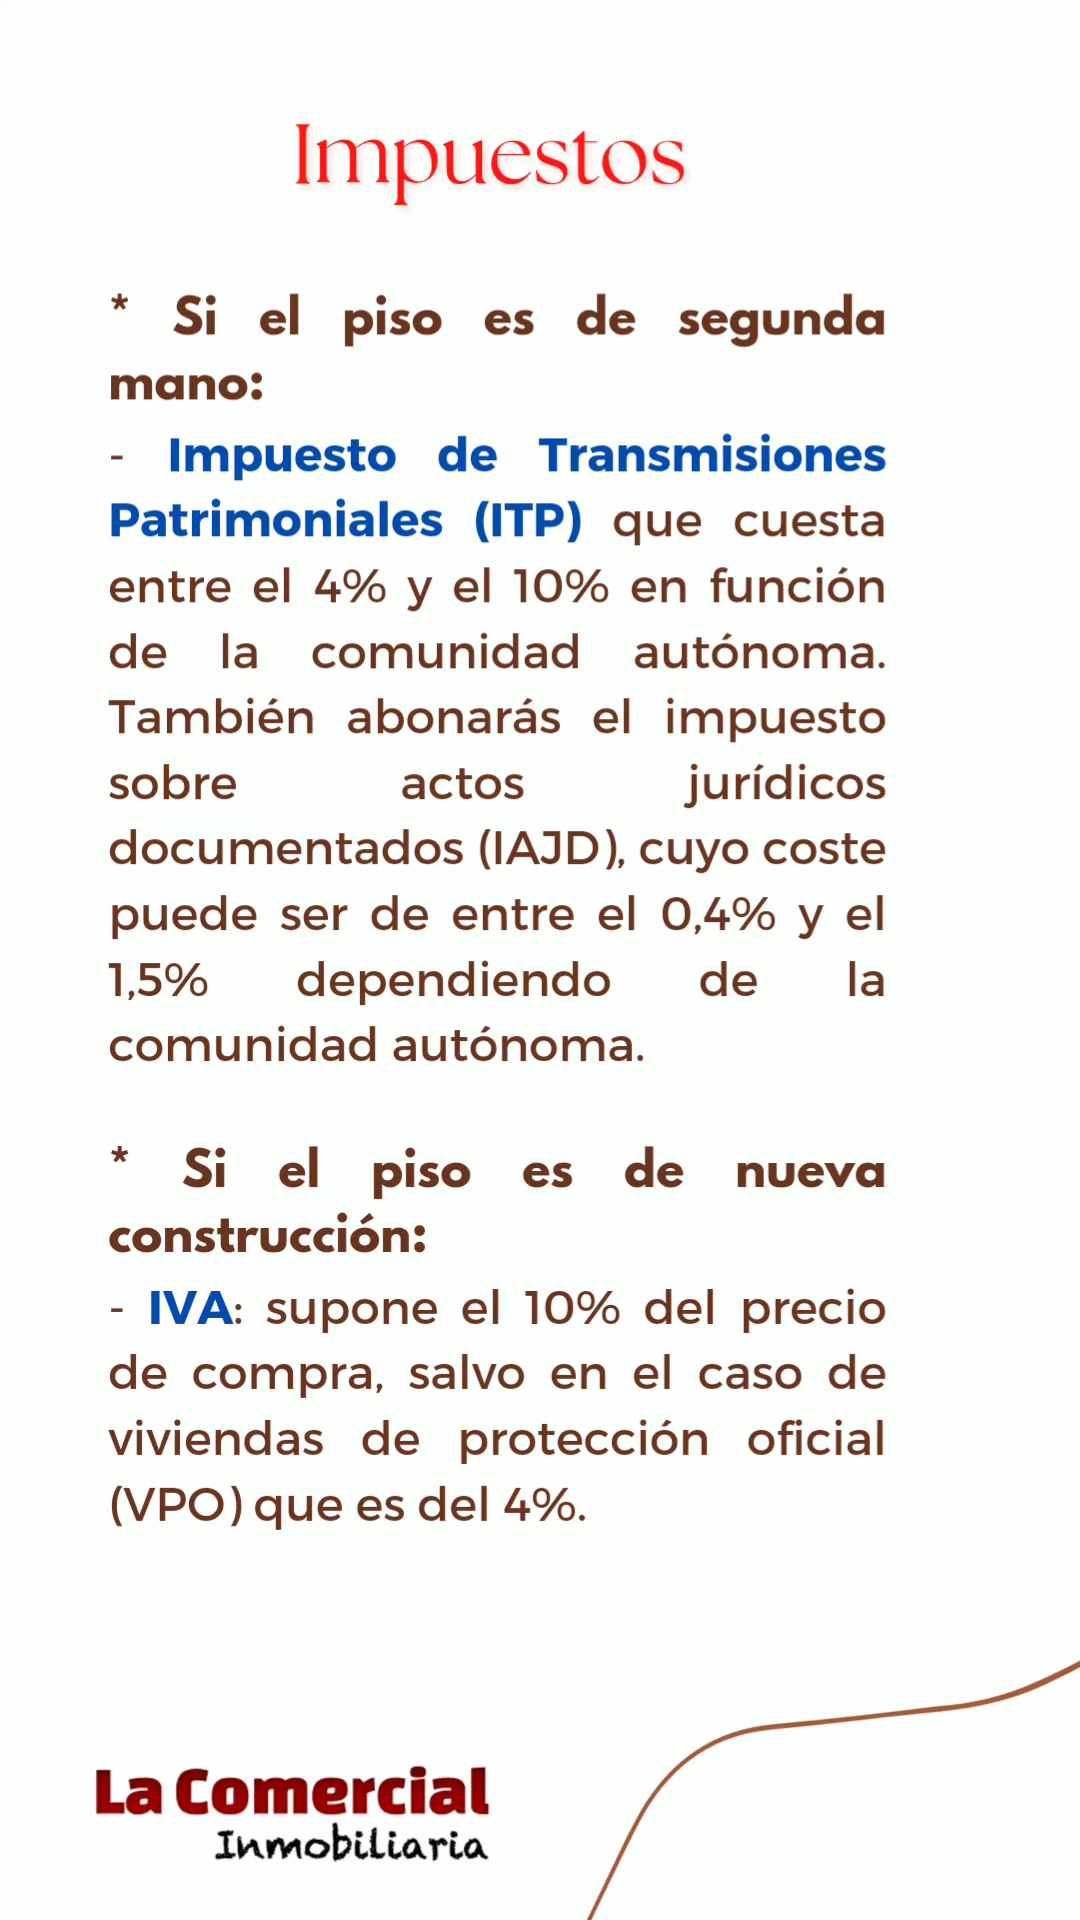 Impuestos
* Si el piso es de segunda
mano:
- Impuesto de Transmisiones
Patrimoniales (ITP) que cuesta
entre el 4% y el 10% en función
de la comunidad autónoma.
También abonarás el impuesto
sobre actos jurídicos
documentados (IAJD), cuyo coste
puede ser de entre el 0,4% y el
1,5% dependiendo de la
comunidad autónoma.
* Si el piso es de nueva
construcción:
- IVA: supone el 10% del precio
de compra, salvo en el caso de
viviendas de protección oficial
(VPO) que es del 4%.
La Comercial
Inmobiliaria